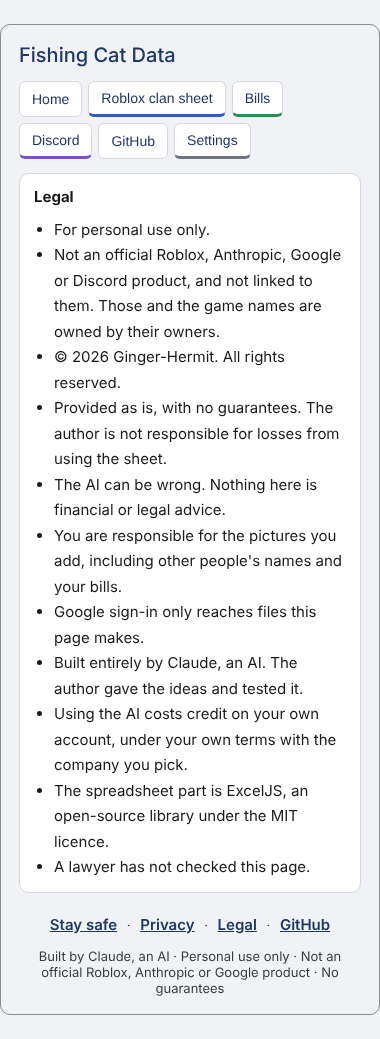 Fishing Cat Data
Home
Roblox clan sheet
Bills
Discord
GitHub
Settings
Legal
• For personal use only.
• Not an official Roblox, Anthropic, Google
or Discord product, and not linked to
them. Those and the game names are
owned by their owners.
• © 2026 Ginger-Hermit. All rights
reserved.
• Provided as is, with no guarantees. The
author is not responsible for losses from
using the sheet.
• The AI can be wrong. Nothing here is
financial or legal advice.
• You are responsible for the pictures you
add, including other people's names and
your bills.
• Google sign-in only reaches files this
page makes.
• Built entirely by Claude, an AI. The
author gave the ideas and tested it.
• Using the AI costs credit on your own
account, under your own terms with the
company you pick.
• The spreadsheet part is ExcelJS, an
open-source library under the MIT
licence.
• A lawyer has not checked this page.
Stay safe · Privacy · Legal · GitHub
Built by Claude, an AI · Personal use only · Not an
official Roblox, Anthropic or Google product · No
guarantees